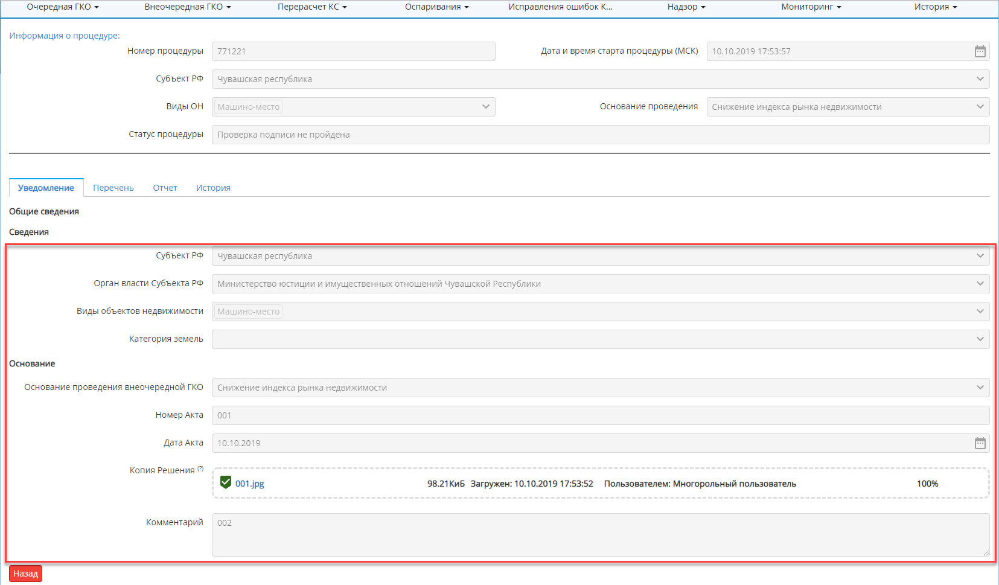 Очередная ГКО Внеочередная ГКО Перерасчет КС Оспаривания Исправления ошибок К... Надзор Мониторинг История
Информация о процедуре:
Номер процедуры 771221 Дата и время старта процедуры (МСК) 10.10.2019 17:53:57
Субъект РФ Чувашская республика
Виды ОН Машино-место Основание проведения Снижение индекса рынка недвижимости
Статус процедуры Проверка подписи не пройдена
Уведомление Перечень Отчет История
Общие сведения
Сведения
Субъект РФ Чувашская республика
Орган власти Субъекта РФ Министерство юстиции и имущественных отношений Чувашской Республики
Виды объектов недвижимости Машино-место
Категория земель
Основание
Основание проведения внеочередной ГКО Снижение индекса рынка недвижимости
Номер Акта 001
Дата Акта 10.10.2019
Копия Решения (?)
001.jpg 98.21КиБ Загружен: 10.10.2019 17:53:52 Пользователем: Многорольный пользователь 100%
Комментарий 002
Назад